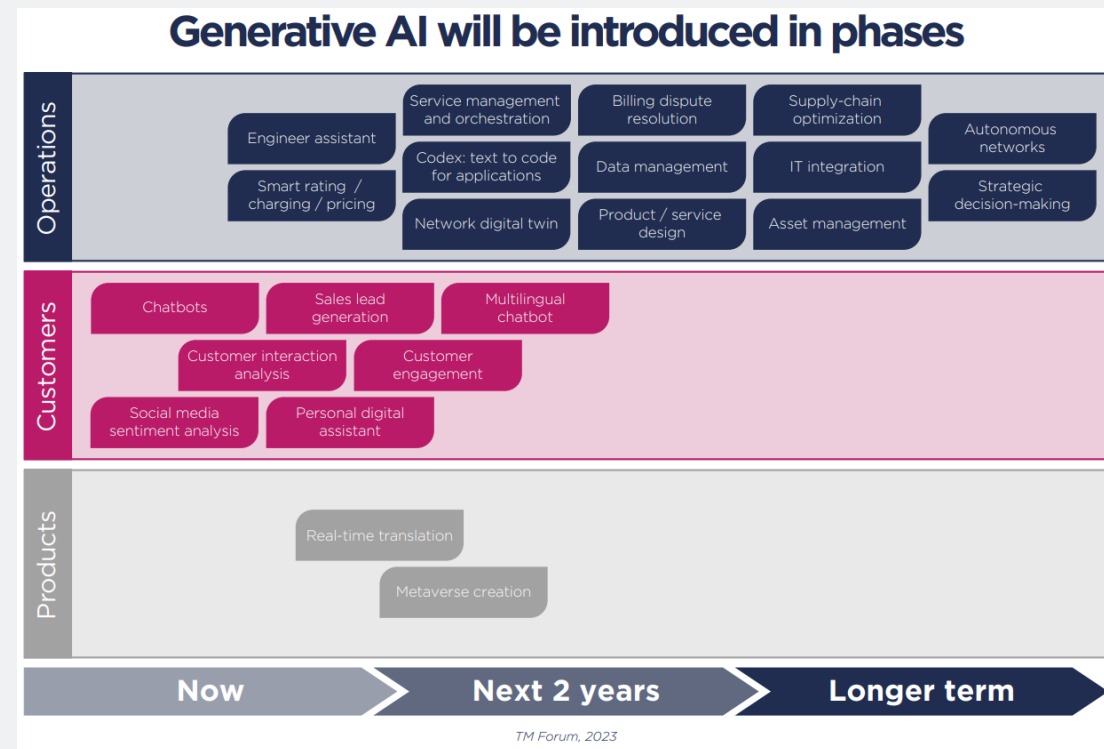 Generative AI will be introduced in phases
Operations
Engineer assistant
Smart rating /
charging / pricing
Service management
and orchestration
Codex: text to code
for applications
Network digital twin
Billing dispute
resolution
Data management
Product / service
design
Supply-chain
optimization
IT integration
Asset management
Autonomous
networks
Strategic
decision-making
Customers
Chatbots
Sales lead
generation
Multilingual
chatbot
Customer interaction
analysis
Customer
engagement
Social media
sentiment analysis
Personal digital
assistant
Products
Real-time translation
Metaverse creation
Now
Next 2 years
Longer term
TM Forum, 2023